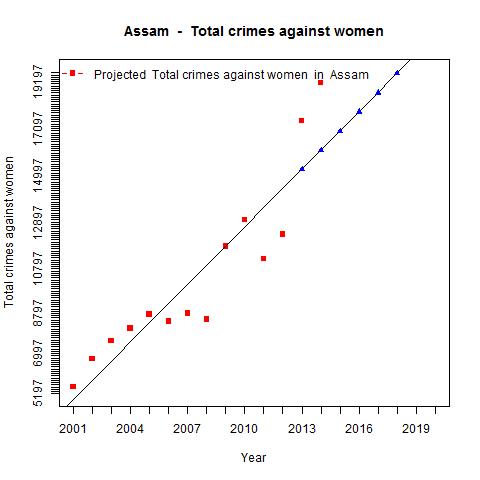 Assam - Total crimes against women
Projected Total crimes against women in Assam
Total crimes against women
19197
17097
14997
12897
10797
8797
6997
5197
2001 2004 2007 2010 2013 2016 2019
Year